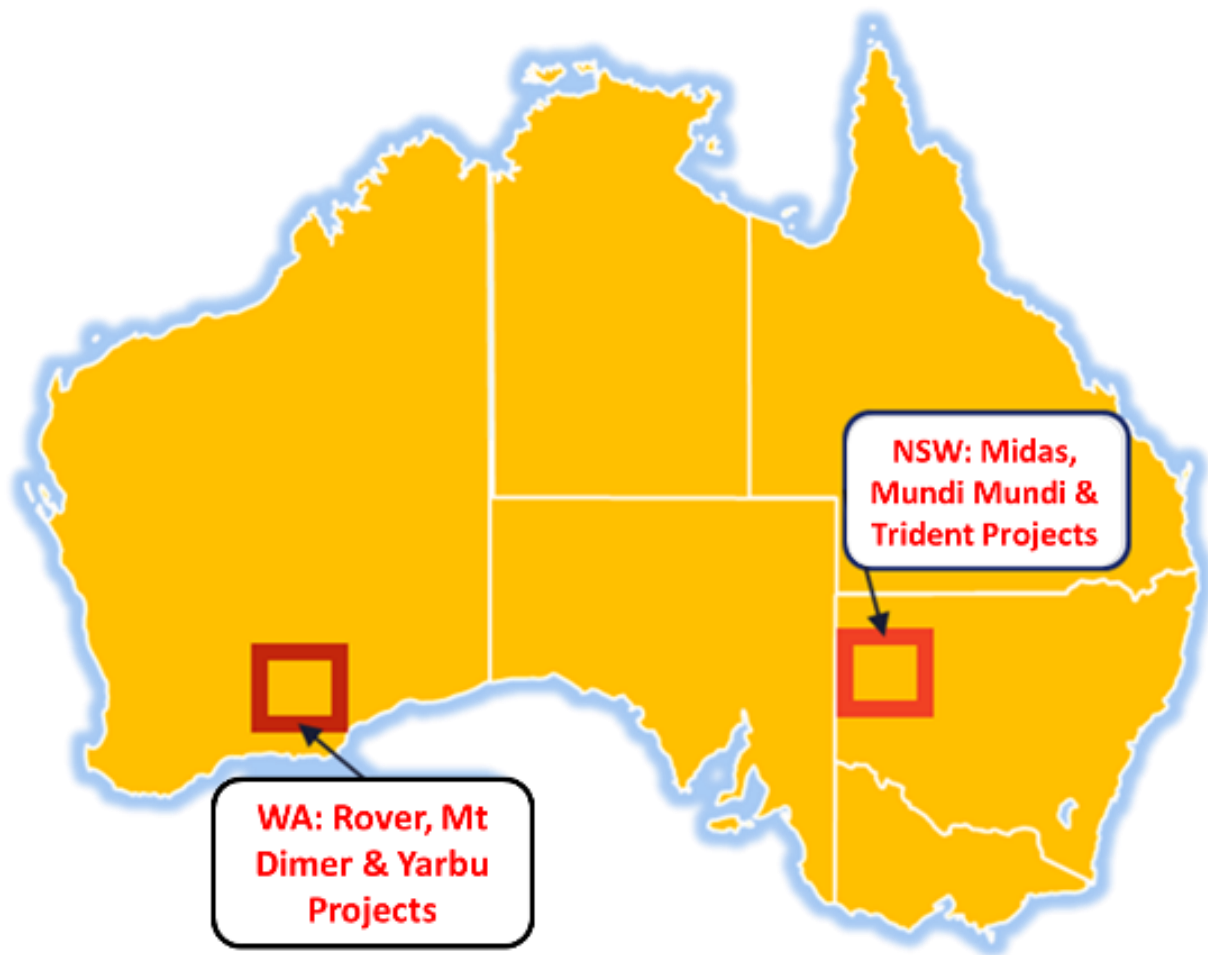 NSW: Midas,
Mundi Mundi &
Trident Projects
WA: Rover, Mt
Dimer & Yarbu
Projects